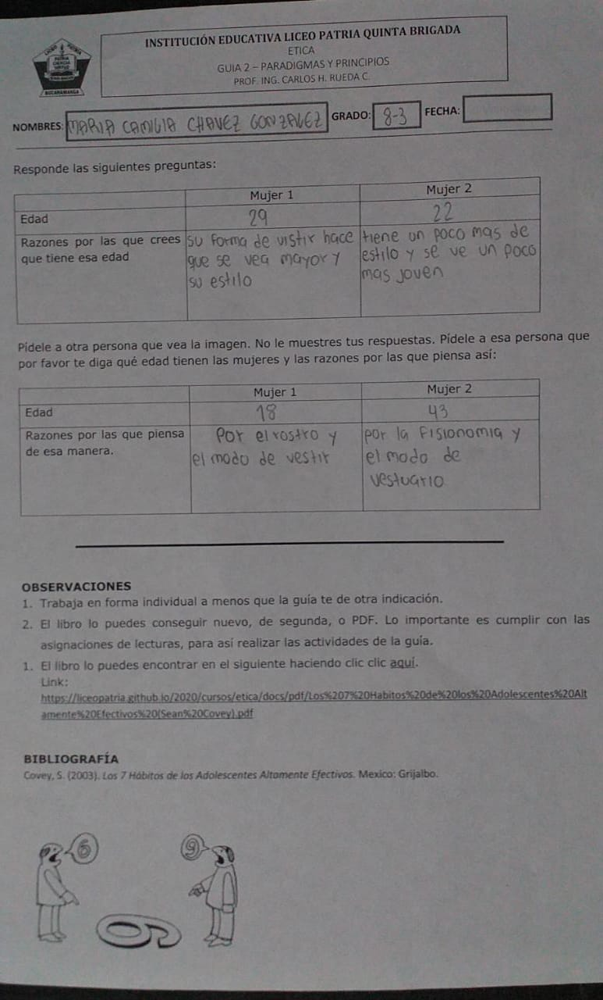 INSTITUCIÓN EDUCATIVA LICEO PATRIA QUINTA BRIGADA
ETICA
GUIA 2 – PARADIGMAS Y PRINCIPIOS
PROF. ING. CARLOS H. RUEDA C.
LICEO PATRIA
PATRIA
CIENCIA
VIRTUD
BUCARAMANGA
NOMBRES: MARIA CAMILIA CHAVEZ GONZALEZ GRADO: 8-3 FECHA:
Responde las siguientes preguntas:
Mujer 1 Mujer 2
Edad 29 22
Razones por las que crees su forma de vistir hace tiene un poco mas de
que tiene esa edad que se vea mayor y estilo y se ve un poco
su estilo mas joven
Pídele a otra persona que vea la imagen. No le muestres tus respuestas. Pídele a esa persona que
por favor te diga qué edad tienen las mujeres y las razones por las que piensa así:
Mujer 1 Mujer 2
Edad 18 43
Razones por las que piensa Por el rostro y por la Fisionomia y
de esa manera. el modo de vestir el modo de
vestuario
OBSERVACIONES
1. Trabaja en forma individual a menos que la guía te de otra indicación.
2. El libro lo puedes conseguir nuevo, de segunda, o PDF. Lo importante es cumplir con las
asignaciones de lecturas, para así realizar las actividades de la guía.
1. El libro lo puedes encontrar en el siguiente haciendo clic clic aquí.
Link:
https://liceopatria.github.io/2020/cursos/etica/docs/pdf/Los%207%20Habitos%20de%20los%20Adolescentes%20Alt
amente%20Efectivos%20(Sean%20Covey).pdf
BIBLIOGRAFÍA
Covey, S. (2003). Los 7 Hábitos de los Adolescentes Altamente Efectivos. Mexico: Grijalbo.
6 9
6